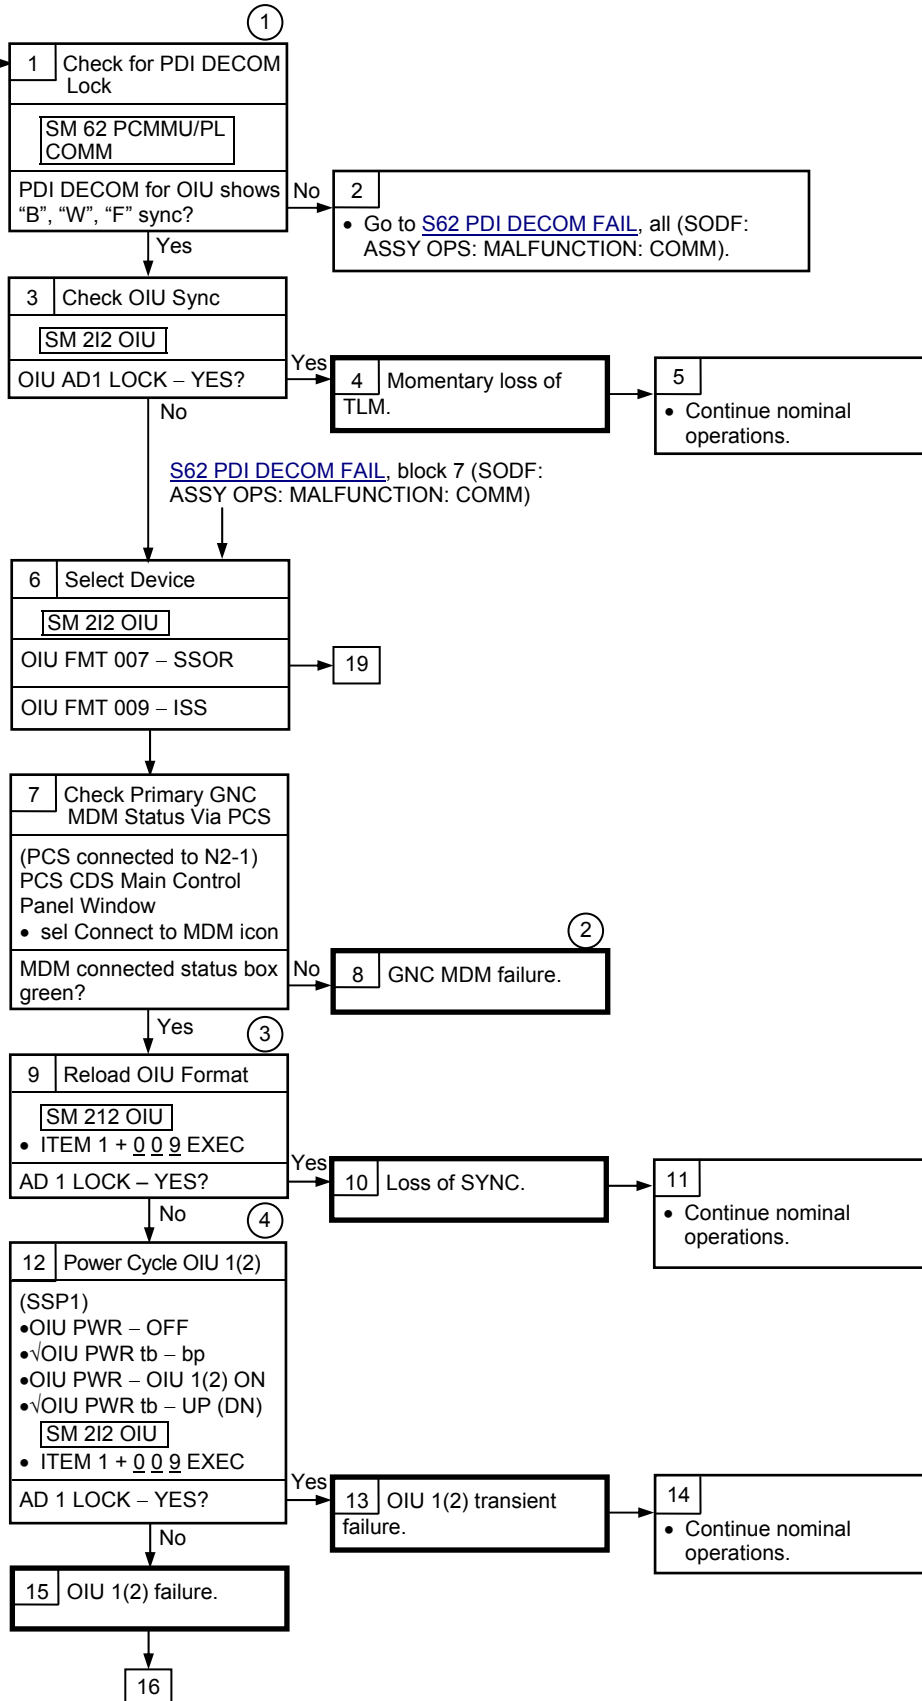 1
1 Check for PDI DECOM
Lock
SM 62 PCMMU/PL
COMM
PDI DECOM for OIU shows
“B”, “W”, “F” sync?
No
2
• Go to S62 PDI DECOM FAIL, all (SODF:
ASSY OPS: MALFUNCTION: COMM).
Yes
3 Check OIU Sync
SM 2I2 OIU
OIU AD1 LOCK – YES?
Yes
4 Momentary loss of
TLM.
5
• Continue nominal
operations.
No
S62 PDI DECOM FAIL, block 7 (SODF:
ASSY OPS: MALFUNCTION: COMM)
6 Select Device
SM 2I2 OIU
OIU FMT 007 – SSOR
19
OIU FMT 009 – ISS
7 Check Primary GNC
MDM Status Via PCS
(PCS connected to N2-1)
PCS CDS Main Control
Panel Window
• sel Connect to MDM icon
MDM connected status box
green?
No
2
8 GNC MDM failure.
Yes
3
9 Reload OIU Format
SM 212 OIU
• ITEM 1 + 0 0 9 EXEC
AD 1 LOCK – YES?
Yes
10 Loss of SYNC.
11
• Continue nominal
operations.
No
4
12 Power Cycle OIU 1(2)
(SSP1)
•OIU PWR – OFF
•√OIU PWR tb – bp
•OIU PWR – OIU 1(2) ON
•√OIU PWR tb – UP (DN)
SM 2I2 OIU
• ITEM 1 + 0 0 9 EXEC
AD 1 LOCK – YES?
Yes
13 OIU 1(2) transient
failure.
14
• Continue nominal
operations.
No
15 OIU 1(2) failure.
16